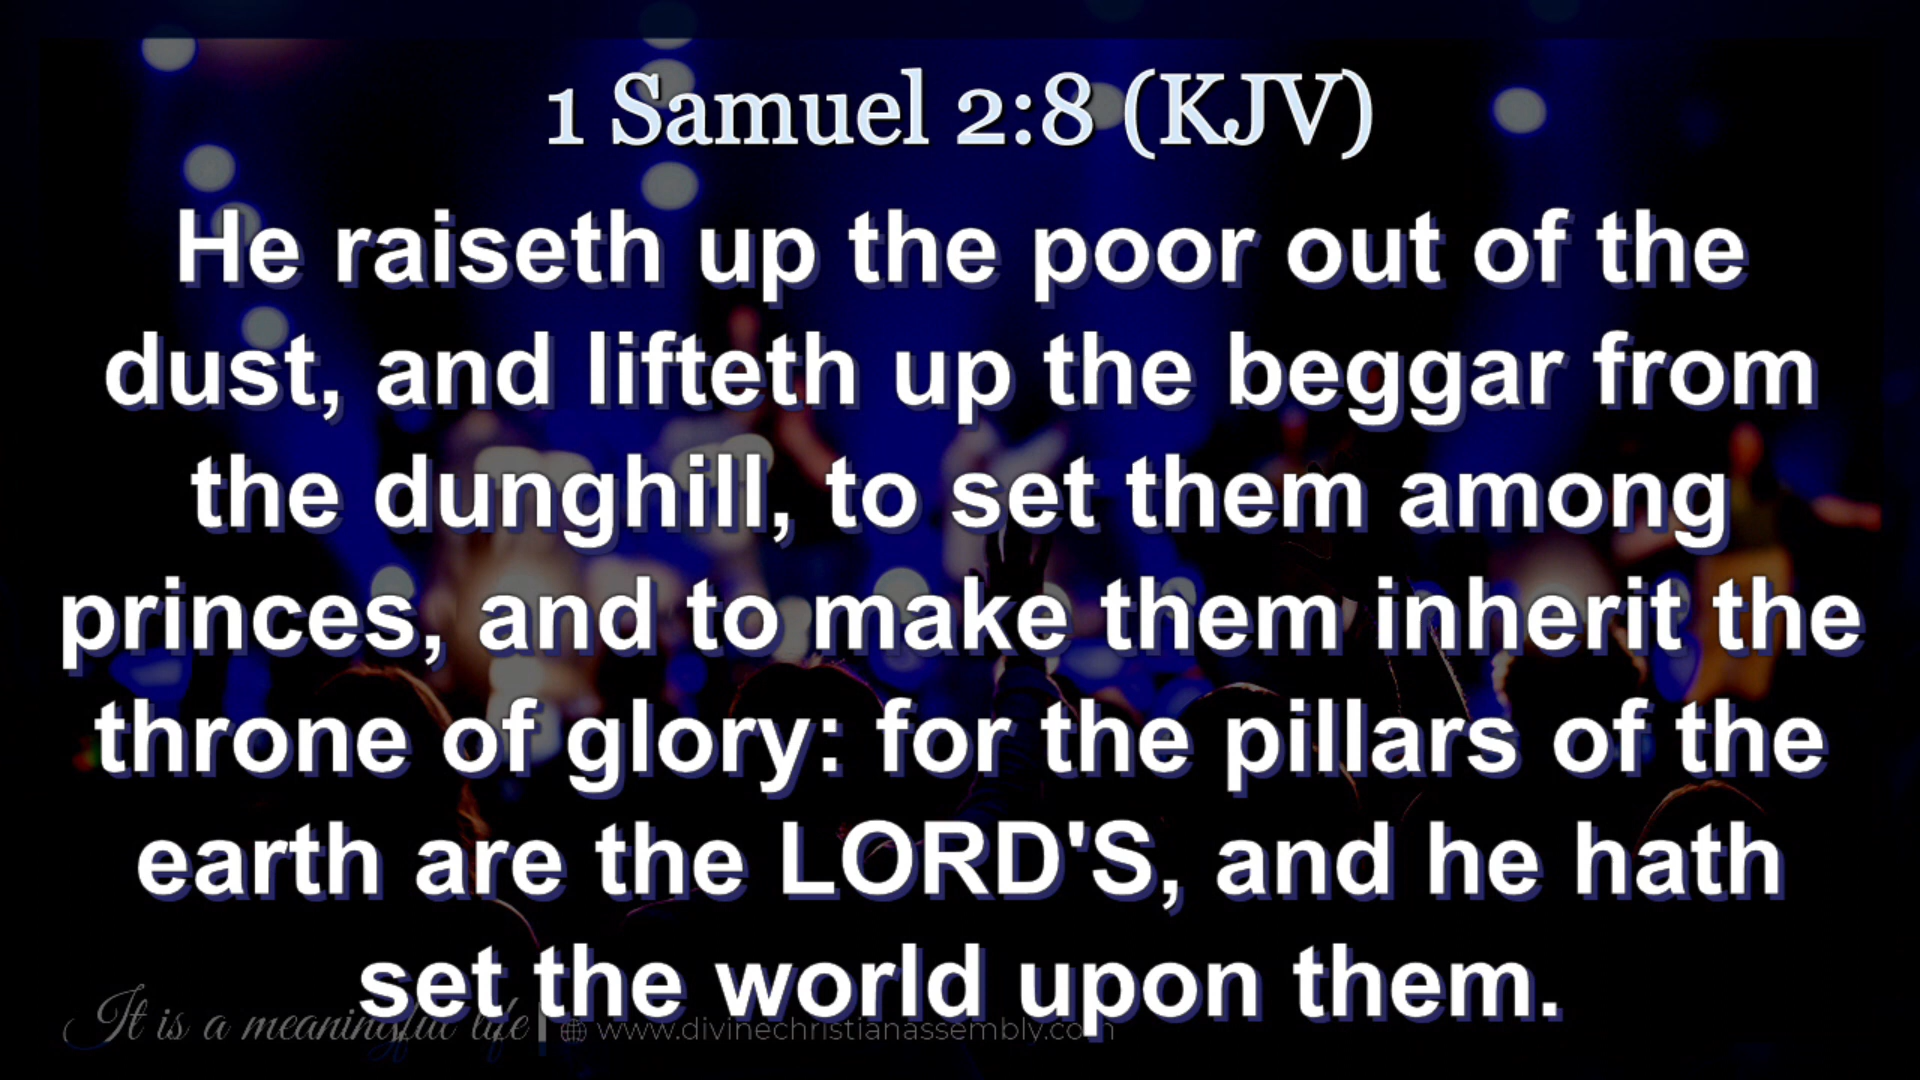 1 Samuel 2:8 (KJV)
He raiseth up the poor out of the
dust, and lifteth up the beggar from
the dunghill, to set them among
princes, and to make them inherit the
throne of glory: for the pillars of the
earth are the LORD'S, and he hath
set the world upon them.
It is a meaningful life | www.divinechristianassembly.com